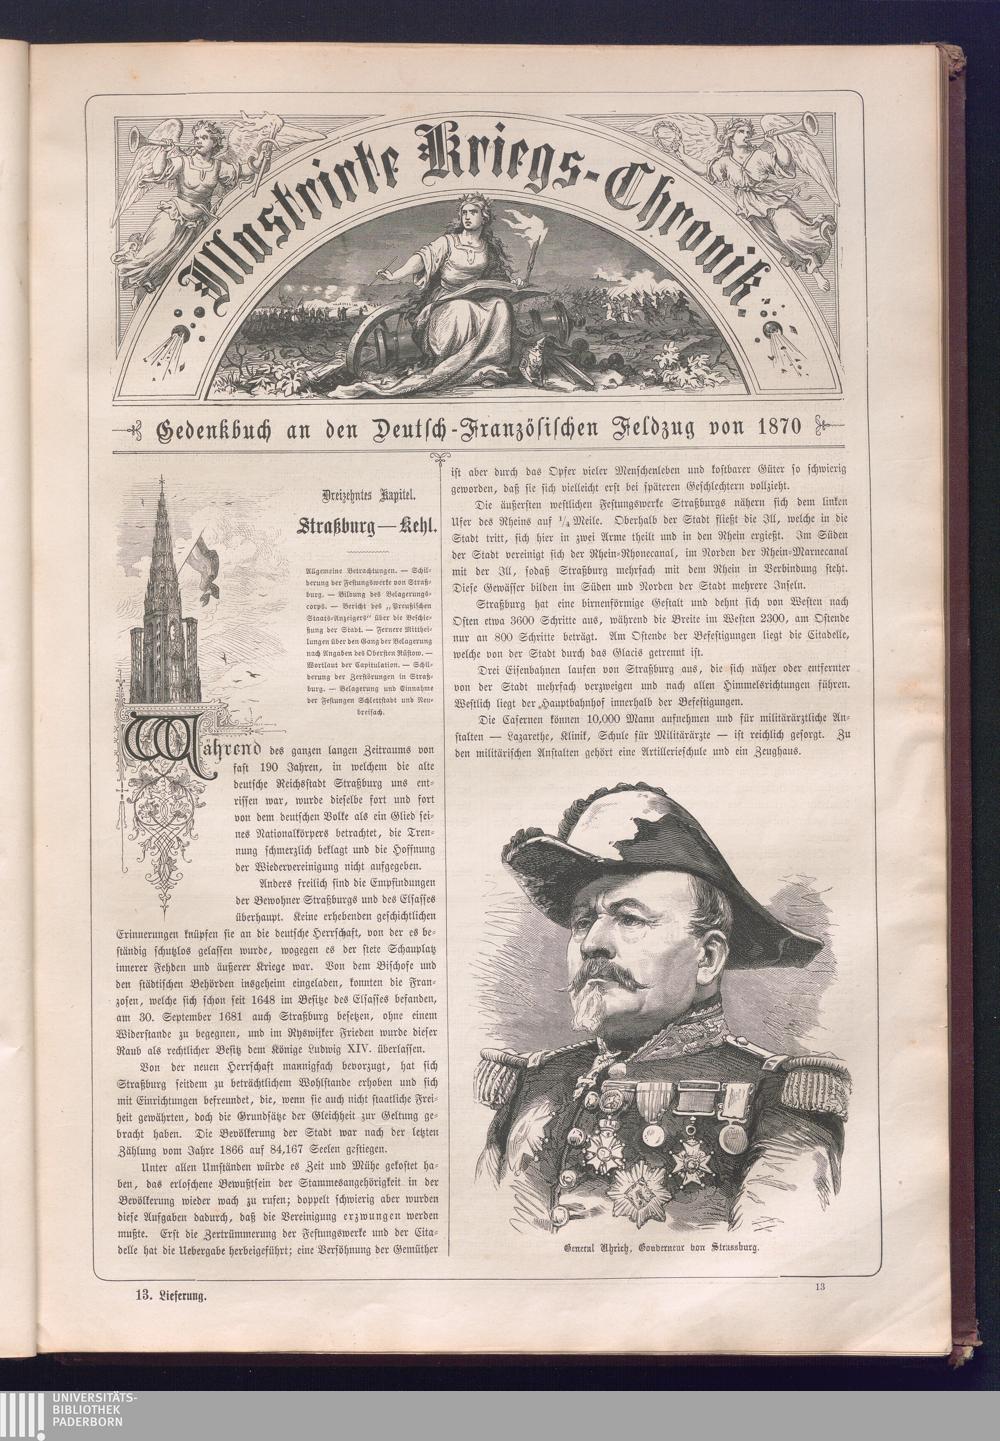 Illustrirte Kriegs-Chronik
Gedenkbuch an den Deutsch-Französischen Feldzug von 1870
Dreizehntes Kapitel.
Straßburg—Kehl.
Allgemeine Betrachtungen. — Schil-
derung der Festungswerke von Straß-
burg. — Bildung des Belagerungs-
corps. — Bericht des „Preußischen
Staats-Anzeigers" über die Beschie-
ßung der Stadt. — Fernere Mitthei-
lungen über den Gang der Belagerung
nach Angaben des Obersten Rüstow. —
Wortlaut der Capitulation. — Schil-
derung der Zerstörungen in Straß-
burg. — Belagerung und Einnahme
der Festungen Schlettstadt und Neu-
breisach.
Während des ganzen langen Zeitraums von
fast 190 Jahren, in welchem die alte
deutsche Reichsstadt Straßburg uns ent-
rissen war, wurde dieselbe fort und fort
von dem deutschen Volke als ein Glied sei-
nes Nationalkörpers betrachtet, die Tren-
nung schmerzlich beklagt und die Hoffnung
der Wiedervereinigung nicht aufgegeben.
Anders freilich sind die Empfindungen
der Bewohner Straßburgs und des Elsasses
überhaupt. Keine erhebenden geschichtlichen
Erinnerungen knüpfen sie an die deutsche Herrschaft, von der es be-
ständig schutzlos gelassen wurde, wogegen es der stete Schauplatz
innerer Fehden und äußerer Kriege war. Von dem Bischofe und
den städtischen Behörden insgeheim eingeladen, konnten die Fran-
zosen, welche sich schon seit 1648 im Besitze des Elsasses befanden,
am 30. September 1681 auch Straßburg besetzen, ohne einem
Widerstande zu begegnen, und im Ryswijker Frieden wurde dieser
Raub als rechtlicher Besitz dem Könige Ludwig XIV. überlassen.
Von der neuen Herrschaft mannigfach bevorzugt, hat sich
Straßburg seitdem zu beträchtlichem Wohlstande erhoben und sich
mit Einrichtungen befreundet, die, wenn sie auch nicht staatliche Frei-
heit gewährten, doch die Grundsätze der Gleichheit zur Geltung ge-
bracht haben. Die Bevölkerung der Stadt war nach der letzten
Zählung vom Jahre 1866 auf 84,167 Seelen gestiegen.
Unter allen Umständen würde es Zeit und Mühe gekostet ha-
ben, das erloschene Bewußtsein der Stammesangehörigkeit in der
Bevölkerung wieder wach zu rufen; doppelt schwierig aber wurden
diese Aufgaben dadurch, daß die Vereinigung erzwungen werden
mußte. Erst die Zertrümmerung der Festungswerke und der Cita-
delle hat die Uebergabe herbeigeführt; eine Versöhnung der Gemüther
ist aber durch das Opfer vieler Menschenleben und kostbarer Güter so schwierig
geworden, daß sie sich vielleicht erst bei späteren Geschlechtern vollzieht.
Die äußersten westlichen Festungswerke Straßburgs nähern sich dem linken
Ufer des Rheins auf 1/4 Meile. Oberhalb der Stadt fließt die Ill, welche in die
Stadt tritt, sich hier in zwei Arme theilt und in den Rhein ergießt. Im Süden
der Stadt vereinigt sich der Rhein-Rhonecanal, im Norden der Rhein-Marnecanal
mit der Ill, sodaß Straßburg mehrfach mit dem Rhein in Verbindung steht.
Diese Gewässer bilden im Süden und Norden der Stadt mehrere Inseln.
Straßburg hat eine birnenförmige Gestalt und dehnt sich von Westen nach
Osten etwa 3600 Schritte aus, während die Breite im Westen 2300, am Ostende
nur an 800 Schritte beträgt. Am Ostende der Befestigungen liegt die Citadelle,
welche von der Stadt durch das Glacis getrennt ist.
Drei Eisenbahnen laufen von Straßburg aus, die sich näher oder entfernter
von der Stadt mehrfach verzweigen und nach allen Himmelsrichtungen führen.
Westlich liegt der Hauptbahnhof innerhalb der Befestigungen.
Die Casernen können 10,000 Mann aufnehmen und für militärärztliche An-
stalten — Lazarethe, Klinik, Schule für Militärärzte — ist reichlich gesorgt. Zu
den militärischen Anstalten gehört eine Artillerieschule und ein Zeughaus.
General Uhrich, Gouverneur von Strassburg.
13. Lieferung.
13
UNIVERSITÄTS-
BIBLIOTHEK
PADERBORN